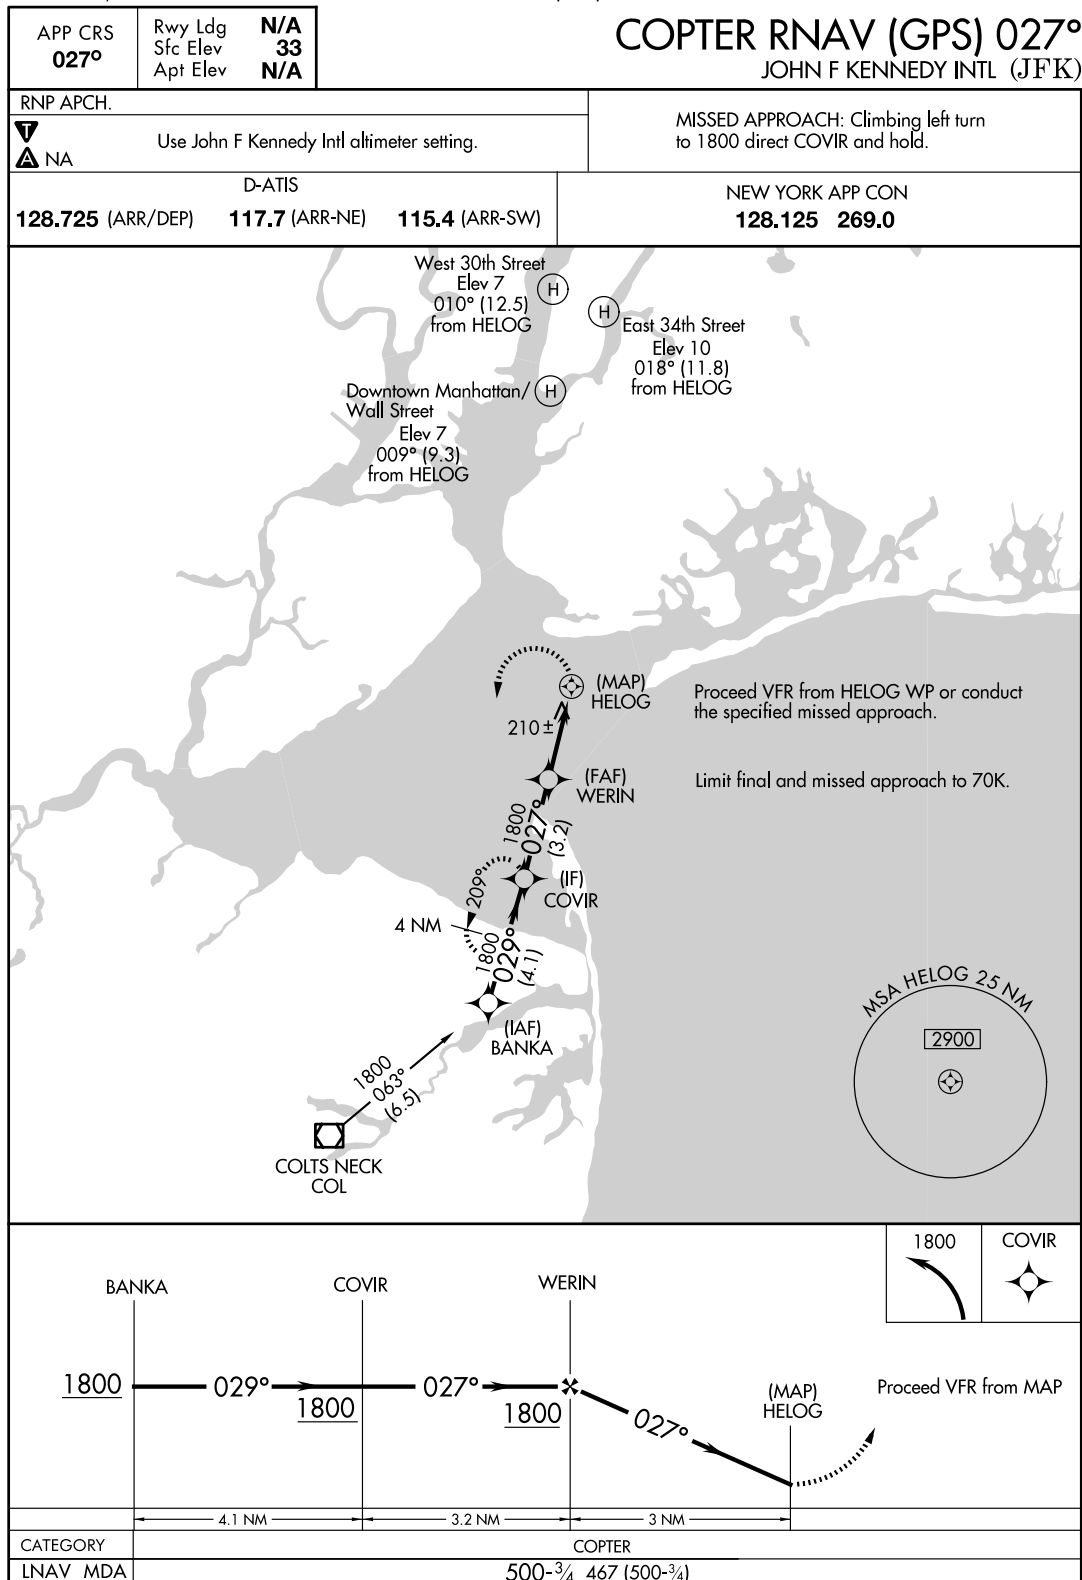 APP CRS
027°
Rwy Ldg N/A
Sfc Elev 33
Apt Elev N/A
COPTER RNAV (GPS) 027°
JOHN F KENNEDY INTL (JFK)
RNP APCH.
T
A NA
Use John F Kennedy Intl altimeter setting.
MISSED APPROACH: Climbing left turn
to 1800 direct COVIR and hold.
D-ATIS
128.725 (ARR/DEP) 117.7 (ARR-NE) 115.4 (ARR-SW)
NEW YORK APP CON
128.125 269.0
West 30th Street
Elev 7
010° (12.5)
from HELOG
H
H
East 34th Street
Elev 10
018° (11.8)
from HELOG
Downtown Manhattan/
Wall Street
Elev 7
009° (9.3)
from HELOG
H
(MAP)
HELOG
210±
Proceed VFR from HELOG WP or conduct
the specified missed approach.
(FAF)
WERIN
Limit final and missed approach to 70K.
1800
027°
(3.2)
(IF)
COVIR
209°
4 NM
1800
029°
(4.1)
(IAF)
BANKA
1800
063°
(6.5)
COLTS NECK
COL
MSA HELOG 25 NM
2900
1800
COVIR
BANKA
COVIR
WERIN
1800
029°
1800
027°
1800
027°
(MAP)
HELOG
Proceed VFR from MAP
4.1 NM
3.2 NM
3 NM
CATEGORY
COPTER
LNAV MDA
500-¾ 467 (500-¾)